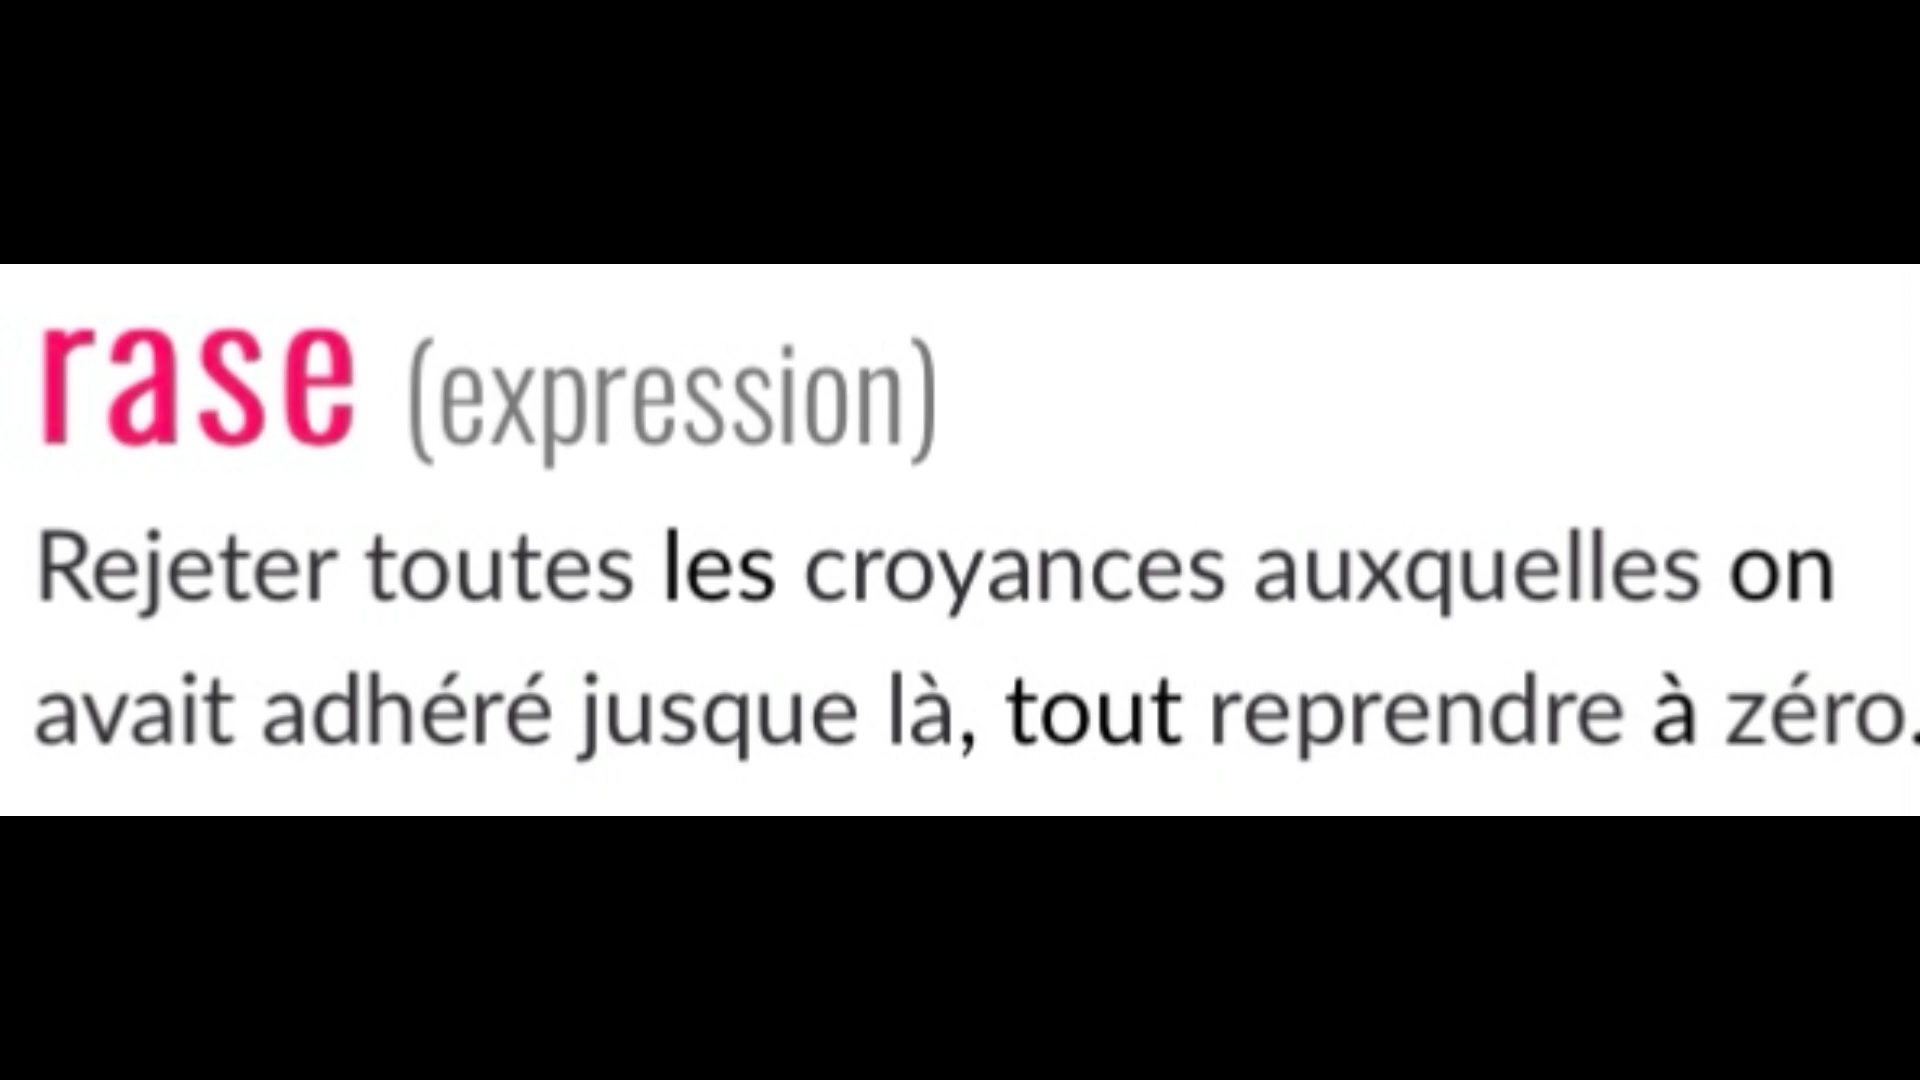 rase (expression)
Rejeter toutes les croyances auxquelles on
avait adhéré jusque là, tout reprendre à zéro.